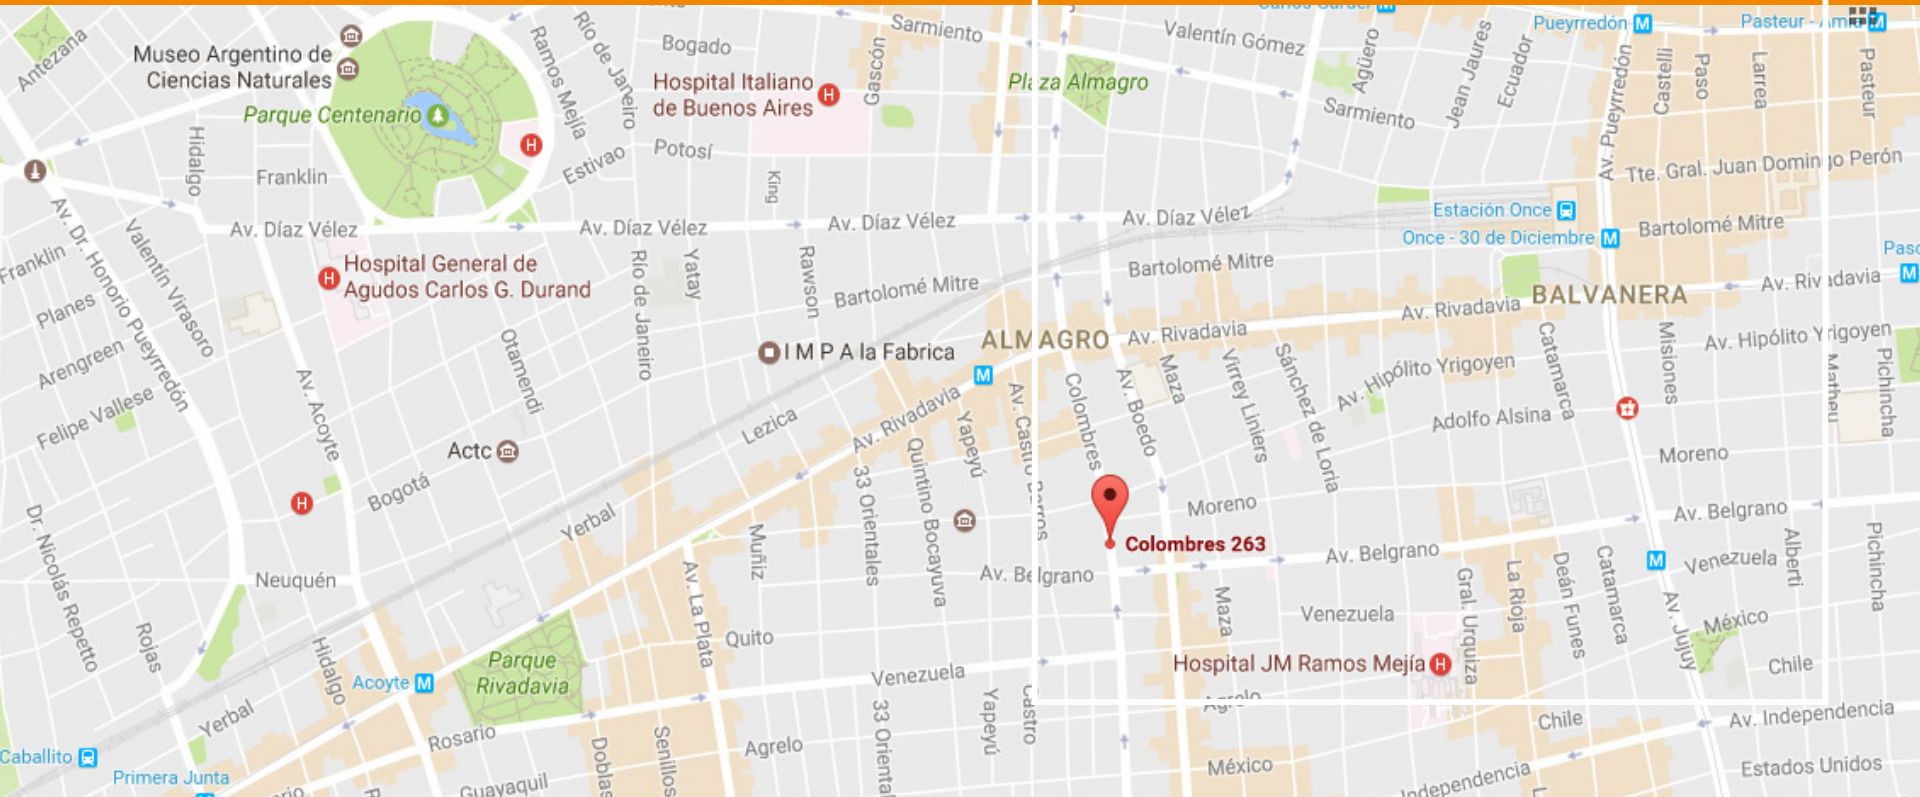 Sarmiento
Valentín Gómez
Pueyrredón
Pasteur - Amia
Antezana
Museo Argentino de
Ciencias Naturales
Parque Centenario
Ramos Mejía
Río de Janeiro
Bogado
Hospital Italiano
de Buenos Aires
Gascón
Plaza Almagro
Agüero
Sarmiento
Jean Jaures
Ecuador
Av. Pueyrredón
Castelli
Paso
Larrea
Pasteur
Hidalgo
Franklin
Estivao
Potosí
King
Tte. Gral. Juan Domingo Perón
Av. Díaz Vélez
Av. Díaz Vélez
Av. Díaz Vélez
Av. Díaz Vélez
Estación Once
Once - 30 de Diciembre
Bartolomé Mitre
Av. Dr. Honorio Pueyrredón
Valentín Virasoro
Franklin
Planes
Arengreen
Felipe Vallese
Hospital General de
Agudos Carlos G. Durand
Río de Janeiro
Yatay
Rawson
Bartolomé Mitre
Bartolomé Mitre
Av. Rivadavia
BALVANERA
Av. Rivadavia
Av. Rivadavia
ALMAGRO
I M P A la Fabrica
Otamendi
Av. Acoyte
Av. Hipólito Yrigoyen
Av. Hipólito Yrigoyen
Catamarca
Misiones
Matheu
Pichincha
Maza
Virrey Liniers
Sánchez de Loria
Colombres
Av. Boedo
Adolfo Alsina
Lezica
Av. Rivadavia
Yapeyú
Actc
Bogotá
Yerbal
33 Orientales
Quintino Bocayuva
Moreno
Moreno
Colombres 263
Av. Belgrano
Av. Belgrano
Av. Belgrano
Dr. Nicolás Repetto
Neuquén
Muñiz
Av. La Plata
Maza
Venezuela
Gral. Urquiza
La Rioja
Deán Funes
Catamarca
Venezuela
Alberti
Pichincha
Av. Jujuy
México
Chile
Rojas
Hidalgo
Quito
Parque
Rivadavia
Acoyte
Venezuela
Hospital JM Ramos Mejía
Agrelo
Yerbal
Rosario
Caballito
Primera Junta
Doblas
Senillos
Agrelo
33 Oriental
Yapeyú
Castro
Chile
Av. Independencia
México
Independencia
Estados Unidos
Guayaquil